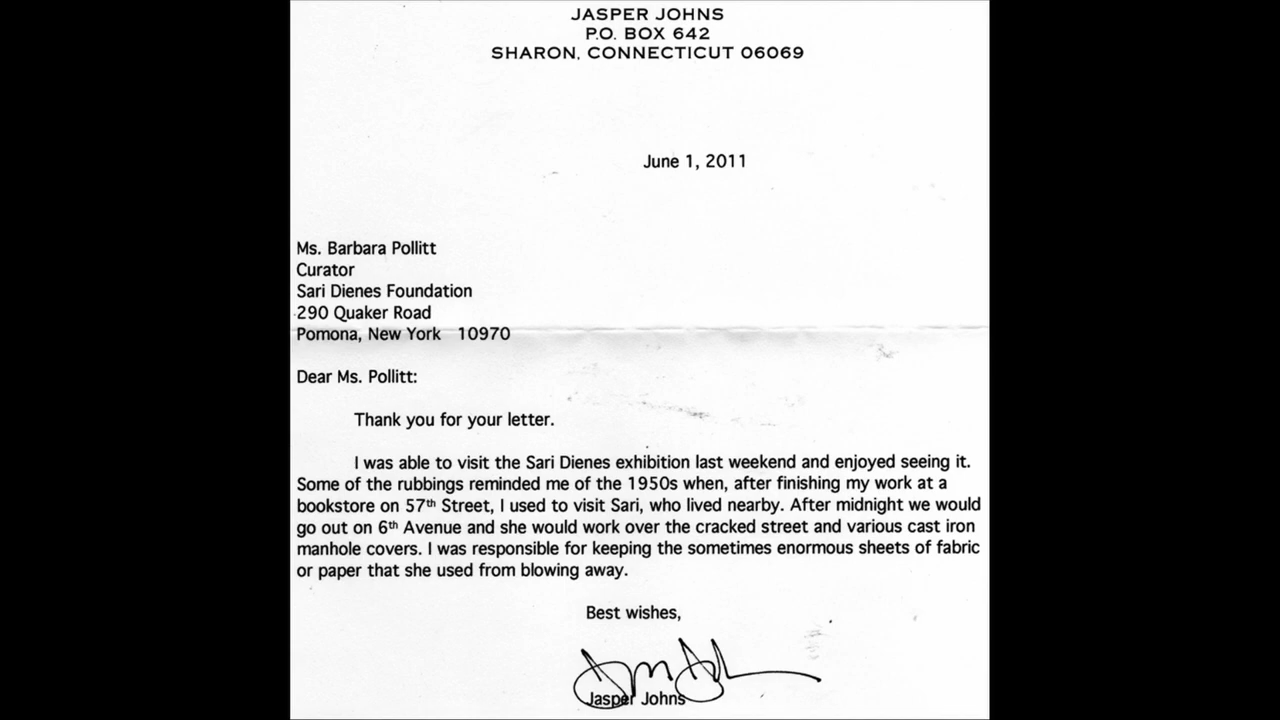 JASPER JOHNS
P.O. BOX 642
SHARON, CONNECTICUT 06069
June 1, 2011
Ms. Barbara Pollitt
Curator
Sari Dienes Foundation
290 Quaker Road
Pomona, New York 10970
Dear Ms. Pollitt:
Thank you for your letter.
I was able to visit the Sari Dienes exhibition last weekend and enjoyed seeing it.
Some of the rubbings reminded me of the 1950s when, after finishing my work at a
bookstore on 57th Street, I used to visit Sari, who lived nearby. After midnight we would
go out on 6th Avenue and she would work over the cracked street and various cast iron
manhole covers. I was responsible for keeping the sometimes enormous sheets of fabric
or paper that she used from blowing away.
Best wishes,
Jasper Johns